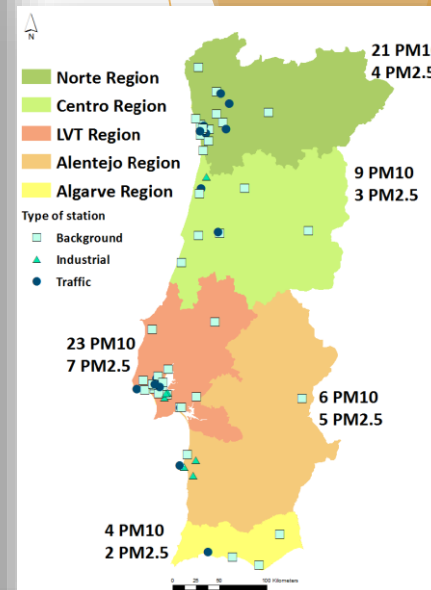 N
21 PM1
4 PM2.5
Norte Region
Centro Region
LVT Region
Alentejo Region
Algarve Region
Type of station
Background
Industrial
Traffic
9 PM10
3 PM2.5
23 PM10
7 PM2.5
6 PM10
5 PM2.5
4 PM10
2 PM2.5
0 25 50 100 Kilometers